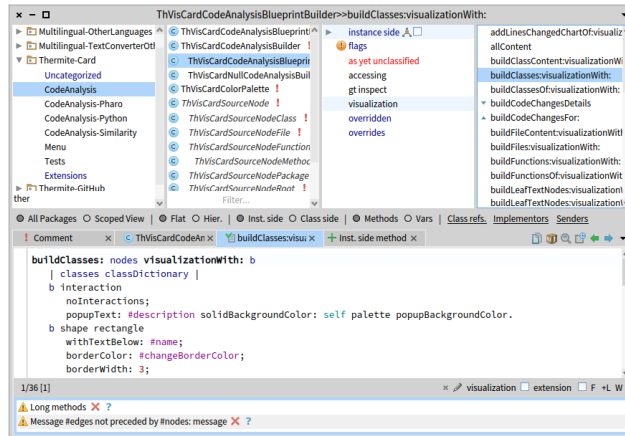 ThVisCardCodeAnalysisBlueprintBuilder>>buildClasses:visualizationWith:
Multilingual-OtherLanguages
Multilingual-TextConverterOtl
Thermite-Card
Uncategorized
CodeAnalysis
CodeAnalysis-Pharo
CodeAnalysis-Python
CodeAnalysis-Similarity
Menu
Tests
Extensions
Thermite-GitHub
ther
ThVisCardCodeAnalysisBlueprint
ThVisCardCodeAnalysisBuilder !
ThVisCardCodeAnalysisBlueprin
ThVisCardNullCodeAnalysisBuil
ThVisColorPalette !
ThVisCardSourceNode !
ThVisCardSourceNodeClass !
ThVisCardSourceNodeFile !
ThVisCardSourceNodeFunction
ThVisCardSourceNodeMethod
ThVisCardSourceNodePackage
ThVisCardSourceNodeRoot !
Filter...
instance side
flags
as yet unclassified
accessing
gt inspect
visualization
overridden
overrides
addLinesChangedChartOf:visualiz
allContent
buildClassContent:visualizationWi
buildClasses:visualizationWith:
buildClassesOf:visualizationWith:
buildCodeChangesDetails
buildCodeChangesFor:
buildFileContent:visualizationWitl
buildFiles:visualizationWith:
buildFunctions:visualizationWith:
buildFunctionsOf:visualizationWith
buildLeafTextNodes:visualization
buildLeafTextNodes:visualization
All Packages Scoped View | Flat Hier. | Inst. side Class side | Methods Vars | Class refs. Implementors Senders
! Comment × ThVisCardCodeAn × buildClasses:visu × + Inst. side method ×
buildClasses: nodes visualizationWith: b
| classes classDictionary |
b interaction
noInteractions;
popupText: #description solidBackgroundColor: self palette popupBackgroundColor.
b shape rectangle
withTextBelow: #name;
borderColor: #changeBorderColor;
borderWidth: 3;
1/36 [1] × visualization extension F +L W
Long methods ?
Message #edges not preceded by #nodes: message ?